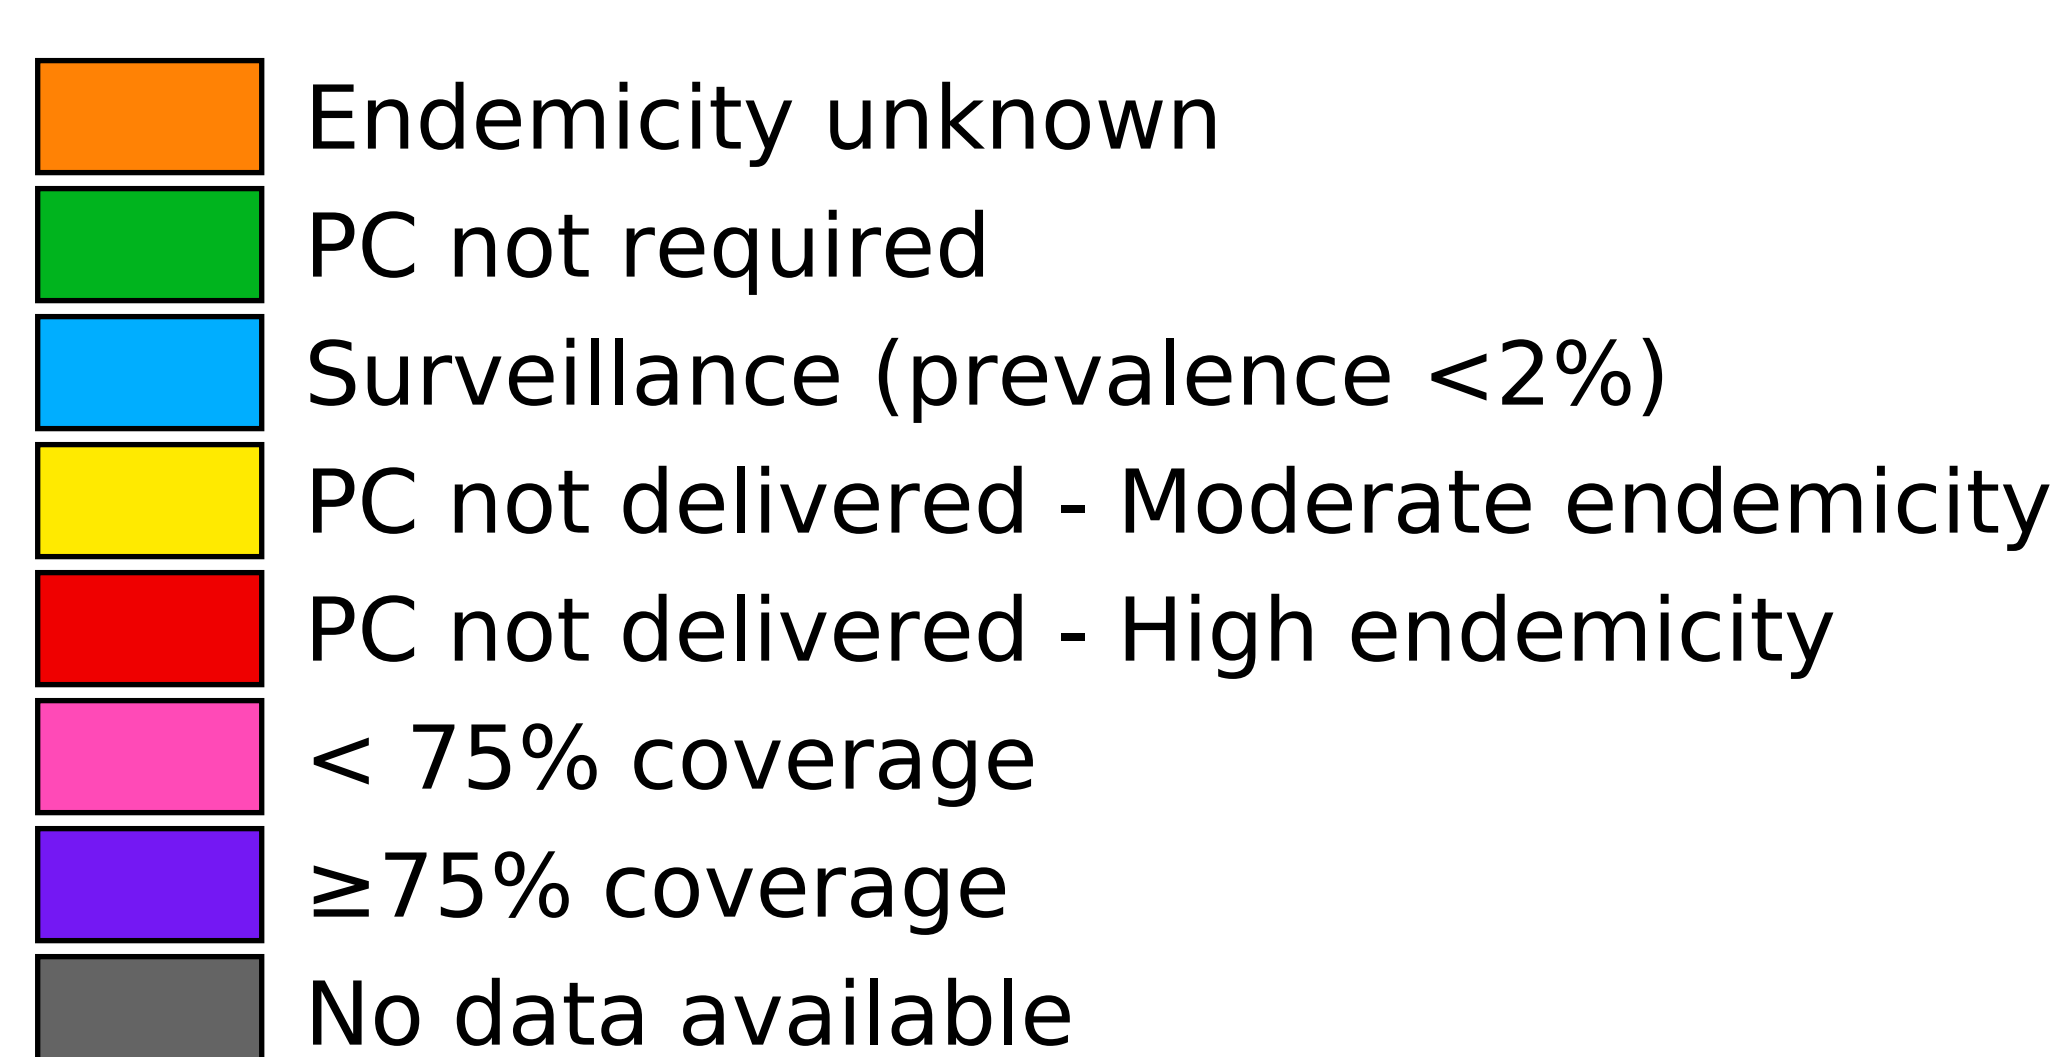 Endemicity unknown
PC not required
Surveillance (prevalence <2%)
PC not delivered - Moderate endemicity
PC not delivered - High endemicity
< 75% coverage
≥75% coverage
No data available